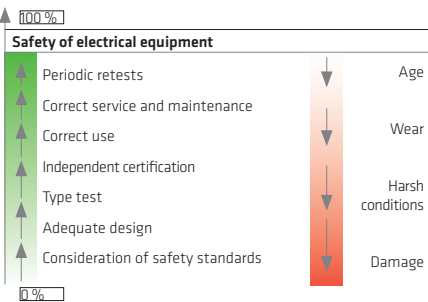 100 %
Safety of electrical equipment
Periodic retests
Correct service and maintenance
Correct use
Independent certification
Type test
Adequate design
Consideration of safety standards
Age
Wear
Harsh
conditions
Damage
0 %